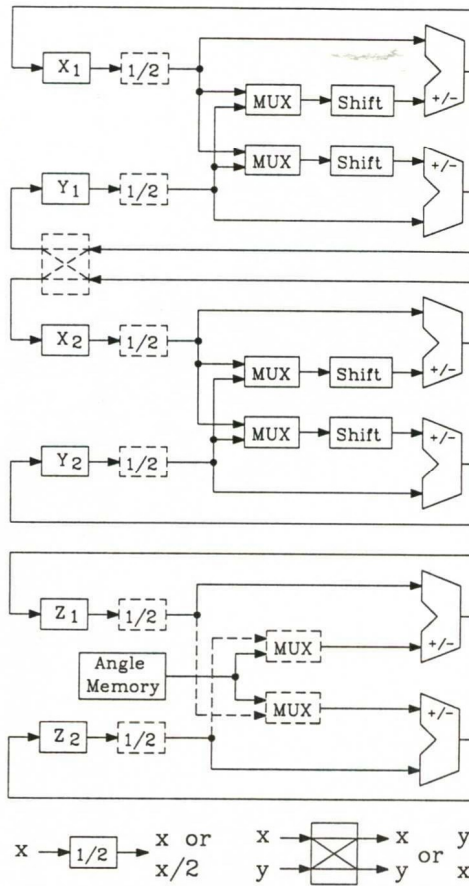 X1 1/2
MUX Shift +/-
MUX Shift +/-
Y1 1/2
X2 1/2
MUX Shift +/-
MUX Shift +/-
Y2 1/2
Z1 1/2
MUX +/-
Angle
Memory
MUX +/-
Z2 1/2
x 1/2 x or
x/2
x x y
or
y y x